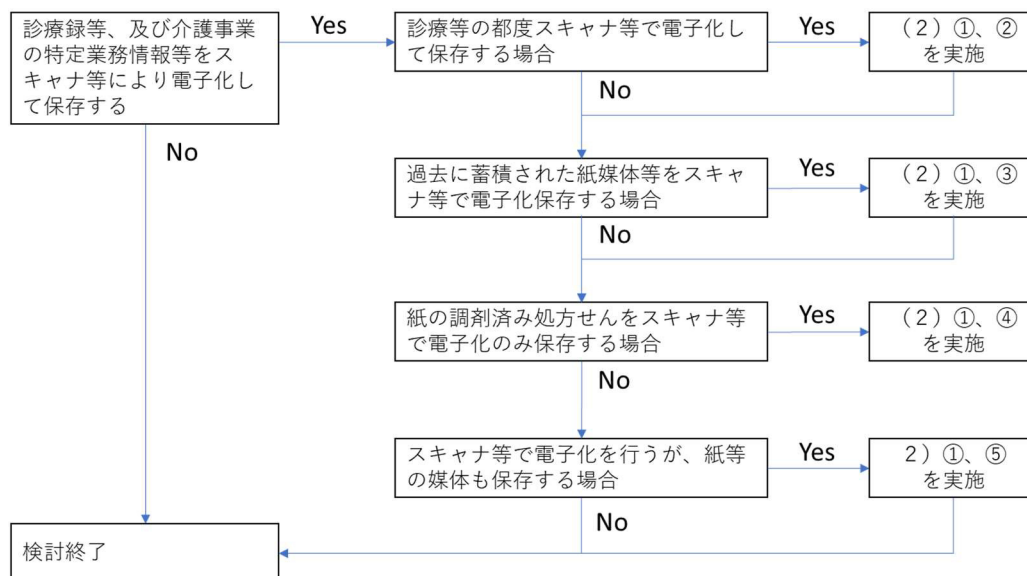 診療録等、及び介護事業
の特定業務情報等をス
キャナ等により電子化し
て保存する
Yes
診療等の都度スキャナ等で電子化し
て保存する場合
Yes
（２）①、②
を実施
No
No
過去に蓄積された紙媒体等をスキャ
ナ等で電子化保存する場合
Yes
（２）①、③
を実施
No
紙の調剤済み処方せんをスキャナ等
で電子化のみ保存する場合
Yes
（２）①、④
を実施
No
スキャナ等で電子化を行うが、紙等
の媒体も保存する場合
Yes
２）①、⑤
を実施
No
検討終了